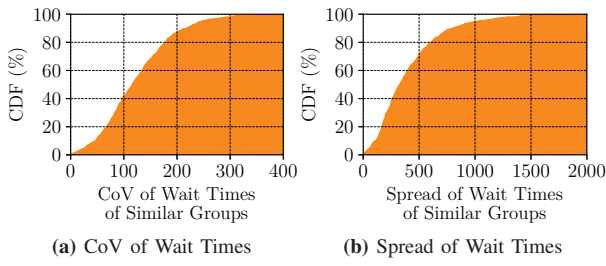 100
80
60
40
20
0
CDF (%)
0 100 200 300 400
CoV of Wait Times
of Similar Groups
(a) CoV of Wait Times
100
80
60
40
20
0
CDF (%)
0 500 1000 1500 2000
Spread of Wait Times
of Similar Groups
(b) Spread of Wait Times